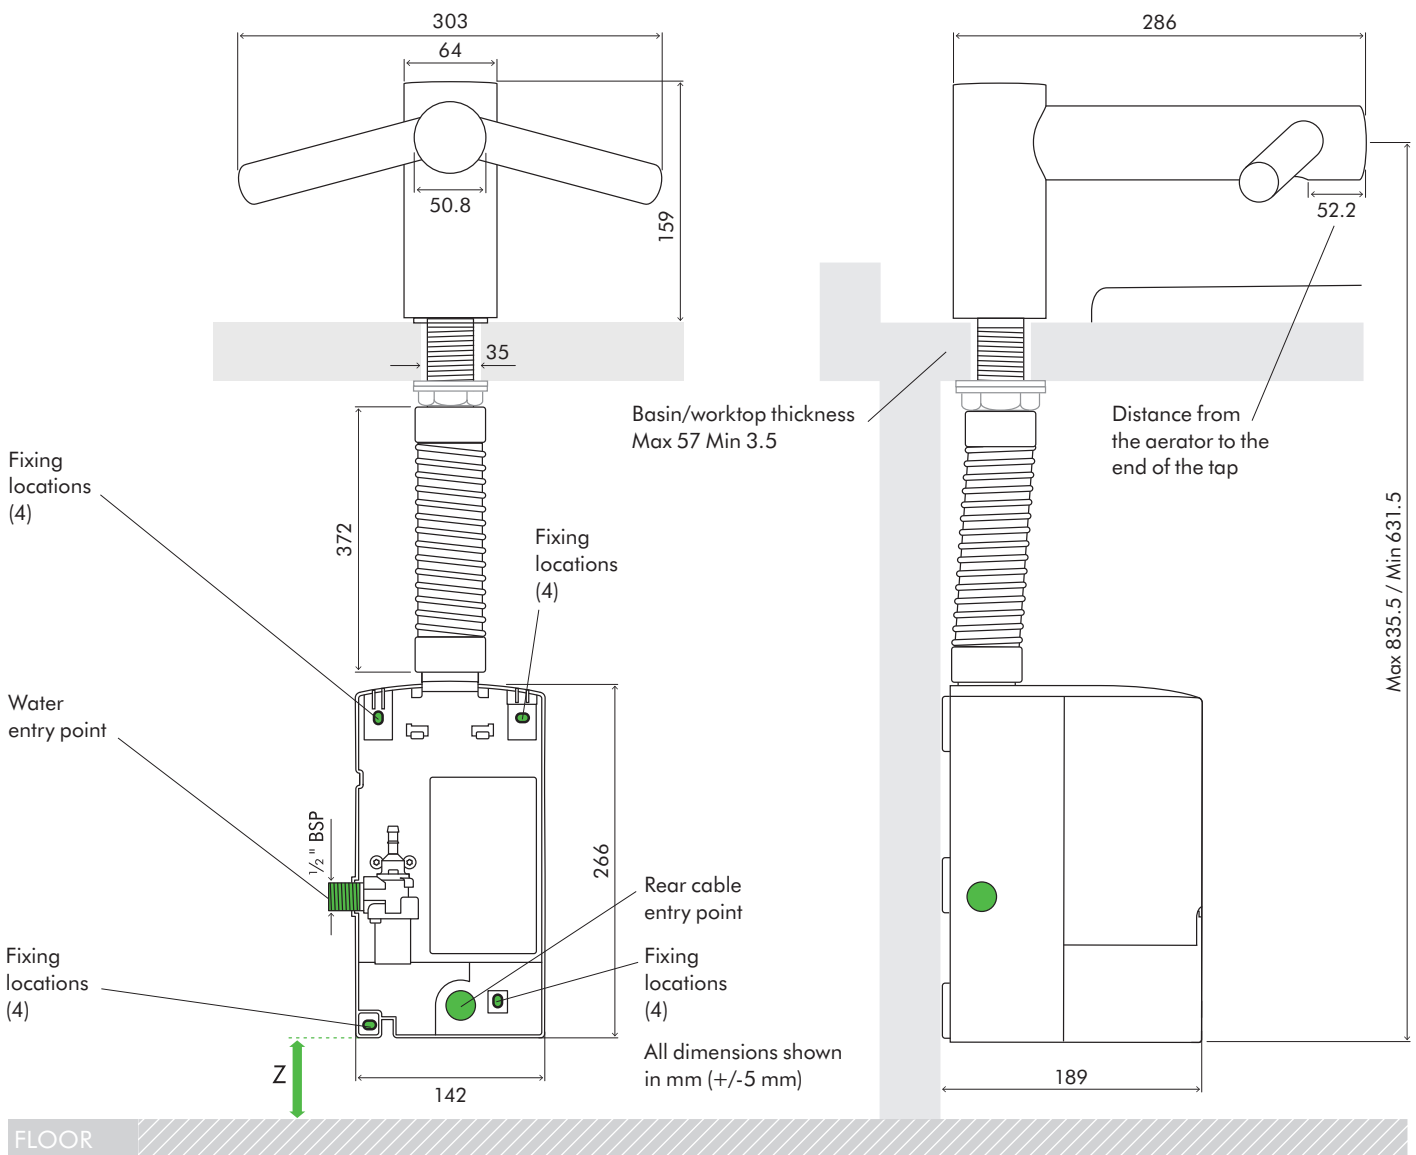 303
64
286
50.8
159
52.2
35
Basin/worktop thickness
Max 57 Min 3.5
Distance from
the aerator to the
end of the tap
Fixing
locations
(4)
372
Fixing
locations
(4)
Max 835.5 / Min 631.5
Water
entry point
½ " BSP
266
Rear cable
entry point
Fixing
locations
(4)
Fixing
locations
(4)
All dimensions shown
in mm (+/-5 mm)
Z
142
189
FLOOR